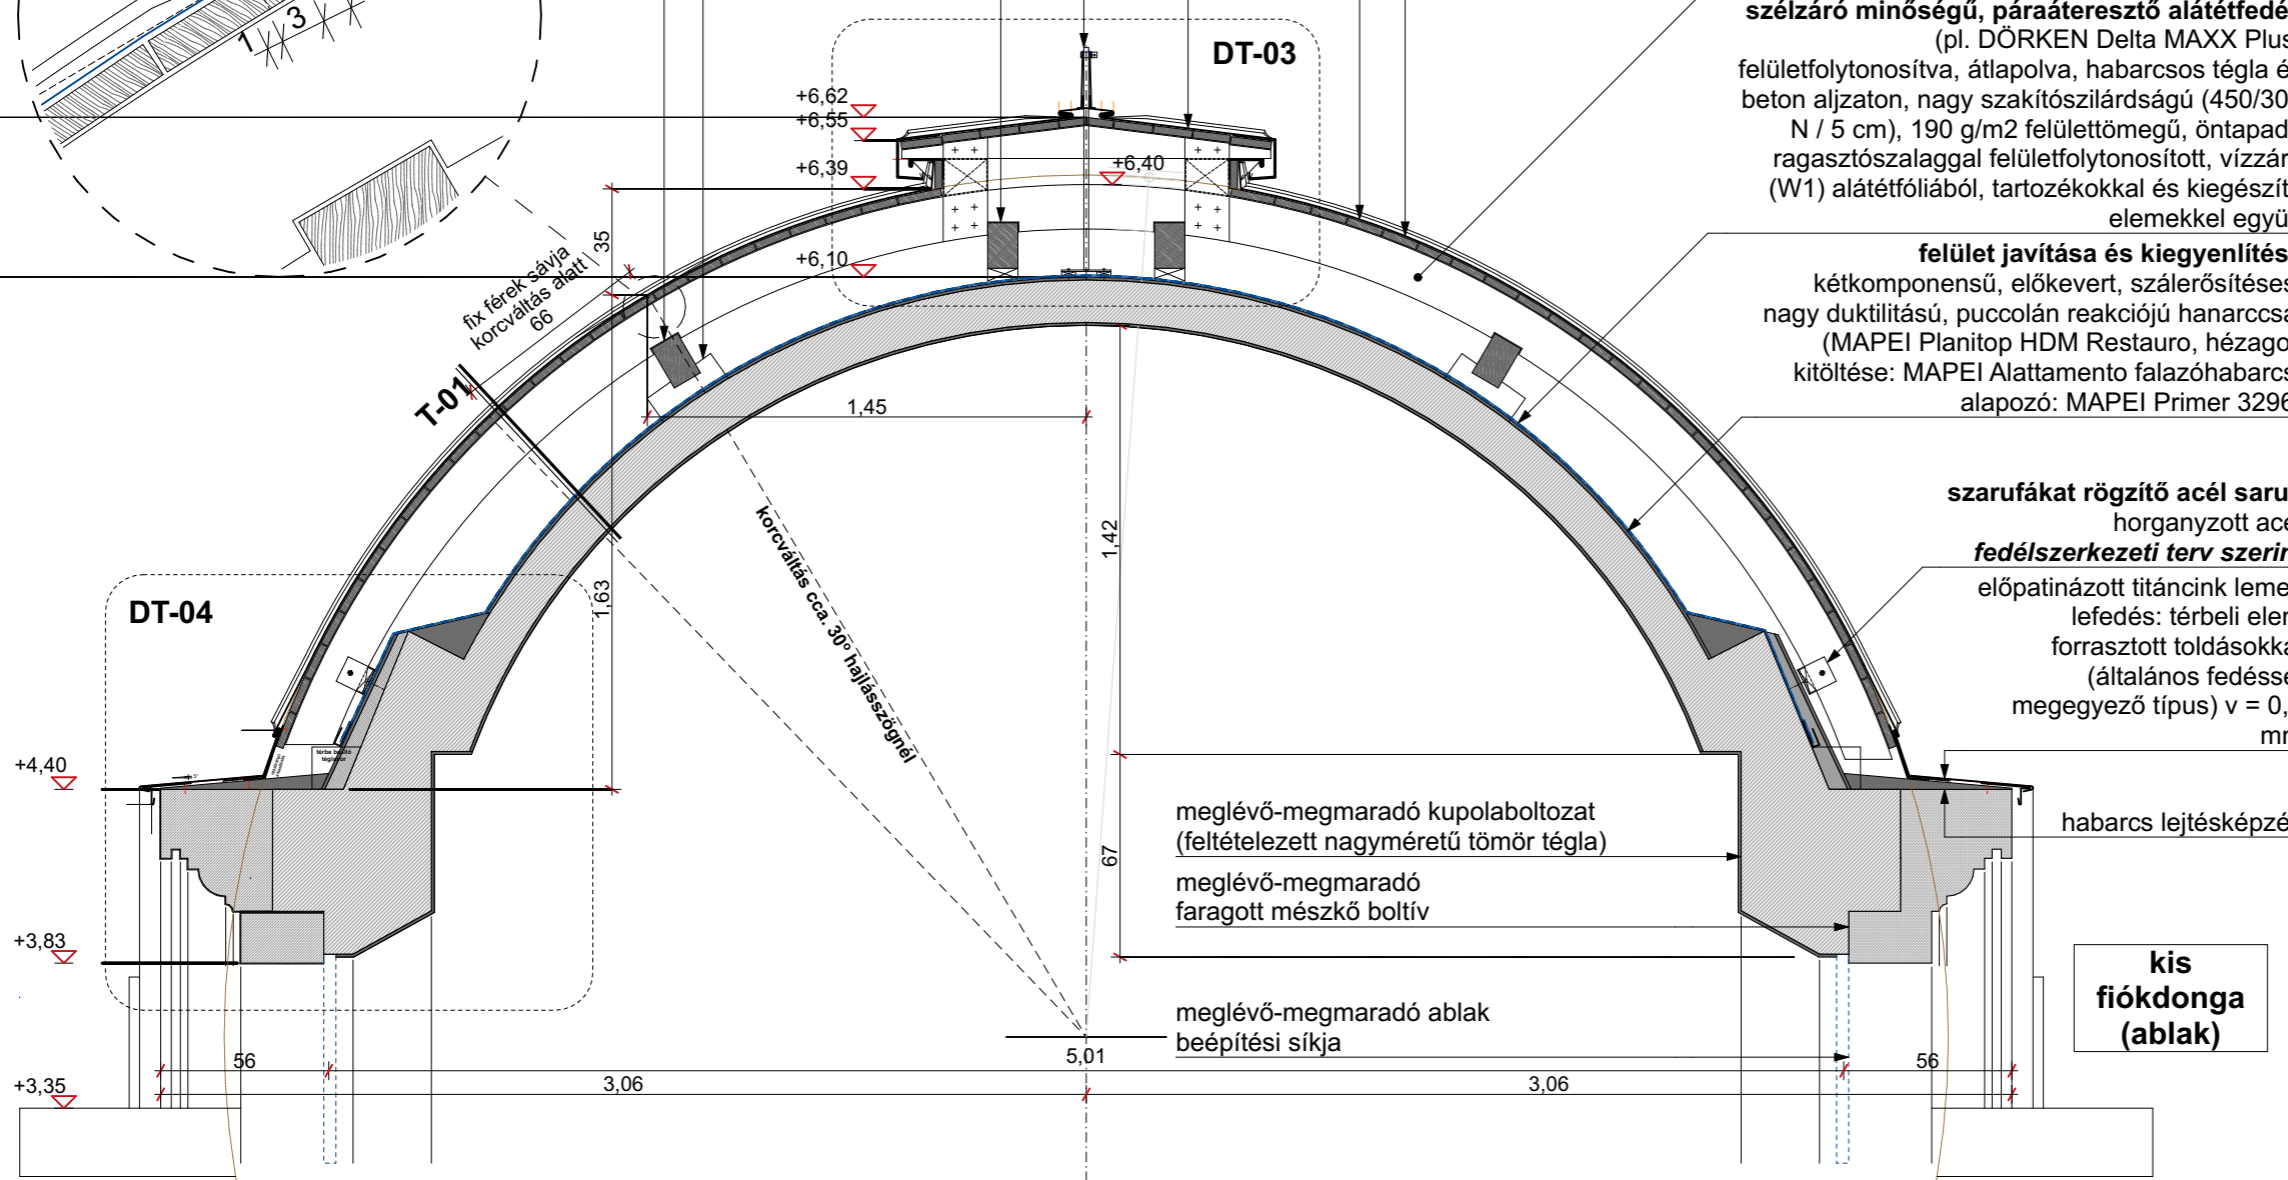 1
3
DT-03
+6,62
+6,55
+6,39
+6,40
+6,10
35
fix férek sávja
korcváltás alatt
66
T-01
1,45
1,42
1,63
korcváltás cca. 30° hajlásszögnél
DT-04
+4,40
+3,83
+3,35
67
5,01
56
3,06
3,06
56
szélzáró minőségű, páraáteresztő alátétfedé
(pl. DÖRKEN Delta MAXX Plus
felületfolytonosítva, átlapolva, habarcsos tégla é
beton aljzaton, nagy szakítószilárdságú (450/30
N / 5 cm), 190 g/m2 felülettömegű, öntapad
ragasztószalaggal felületfolytonosított, vízzár
(W1) alátétfóliából, tartozékokkal és kiegészít
elemekkel együ
felület javítása és kiegyenlítés
kétkomponensű, előkevert, szálerősítéses
nagy duktilitású, puccolán reakciójú hanarccsa
(MAPEI Planitop HDM Restauro, hézago
kitöltése: MAPEI Alattamento falazóhabarcs
alapozó: MAPEI Primer 3296
szarufákat rögzítő acél saru
horganyzott acé
fedélszerkezeti terv szerin
előpatinázott titáncink leme
lefedés: térbeli elem
forrasztott toldásokka
(általános fedésse
megegyező típus) v = 0,
mm
habarcs lejtésképzé
meglévő-megmaradó kupolaboltozat
(feltételezett nagyméretű tömör tégla)
meglévő-megmaradó
faragott mészkő boltív
meglévő-megmaradó ablak
beépítési síkja
kis
fiókdonga
(ablak)